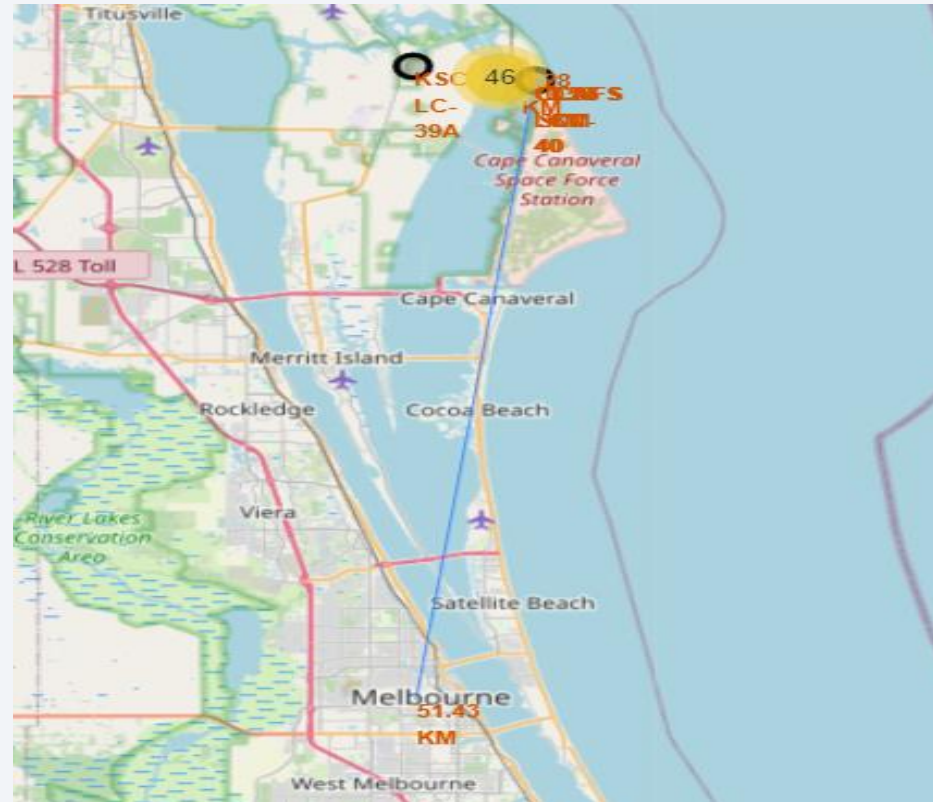 Titusville
46
KSC
LC-
39A
KM
40
Cape Canaveral
Space Force
Station
L 528 Toll
Cape Canaveral
Merritt Island
Rockledge
Cocoa Beach
Viera
River Lakes
Conservation
Area
Satellite Beach
Melbourne
51.43
KM
West Melbourne